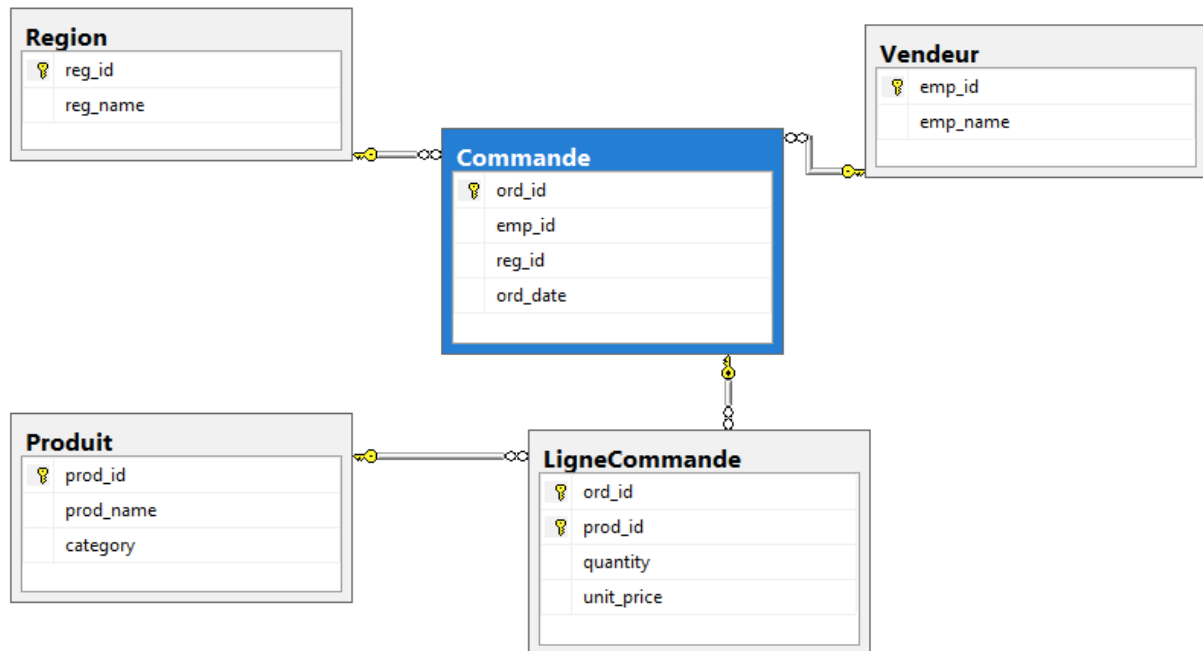 Region
reg_id
reg_name
Vendeur
emp_id
emp_name
Commande
ord_id
emp_id
reg_id
ord_date
Produit
prod_id
prod_name
category
LigneCommande
ord_id
prod_id
quantity
unit_price